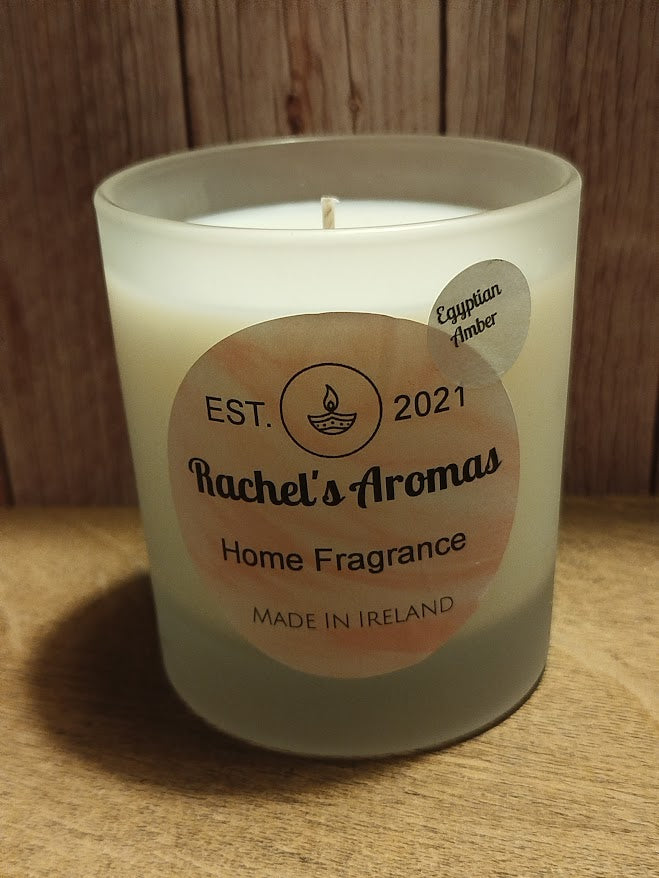 Egyptian
Amber
EST. 2021
Rachel's Aromas
Home Fragrance
MADE IN IRELAND